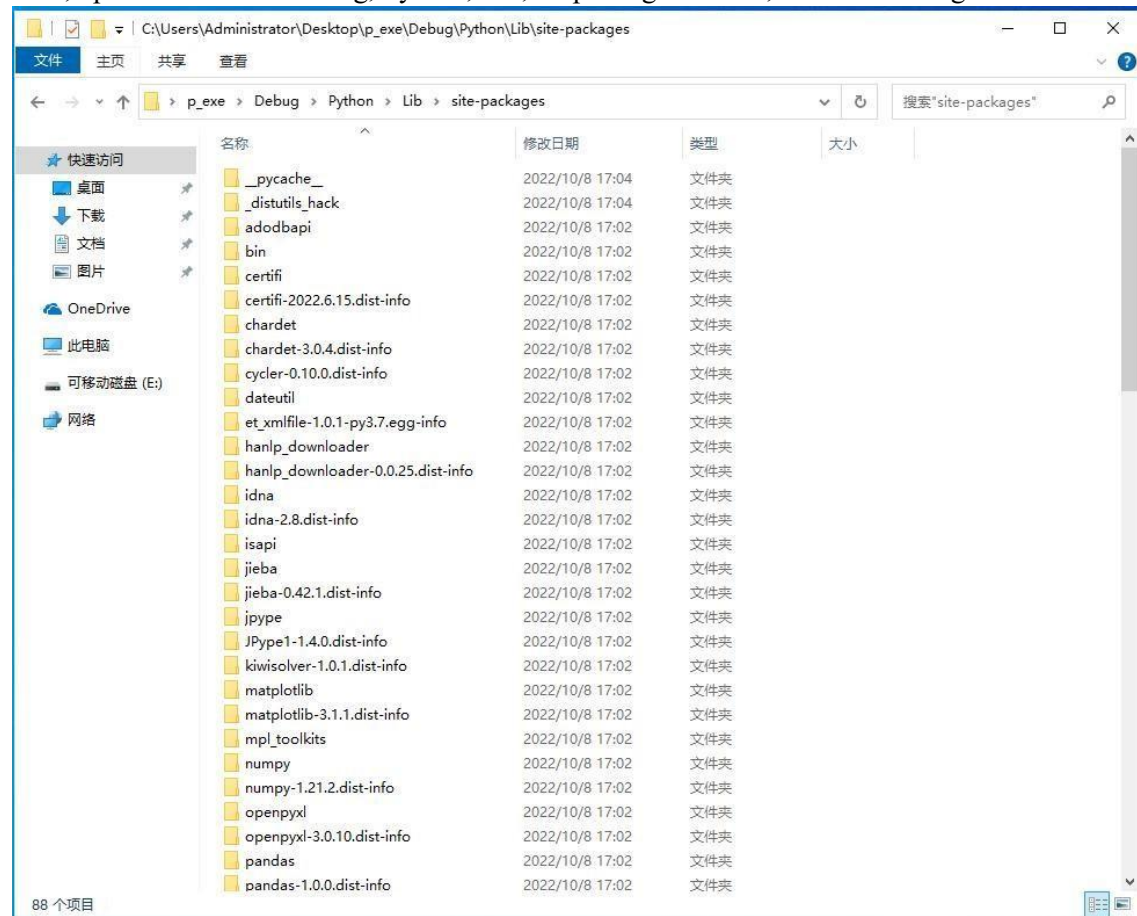 C:\Users\Administrator\Desktop\p_exe\Debug\Python\Lib\site-packages
文件 主页 共享 查看
p_exe › Debug › Python › Lib › site-packages 搜索"site-packages"
名称 修改日期 类型 大小
快速访问
桌面
下载
文档
图片
OneDrive
此电脑
可移动磁盘 (E:)
网络
__pycache__ 2022/10/8 17:04 文件夹
_distutils_hack 2022/10/8 17:04 文件夹
adodbapi 2022/10/8 17:02 文件夹
bin 2022/10/8 17:02 文件夹
certifi 2022/10/8 17:02 文件夹
certifi-2022.6.15.dist-info 2022/10/8 17:02 文件夹
chardet 2022/10/8 17:02 文件夹
chardet-3.0.4.dist-info 2022/10/8 17:02 文件夹
cycler-0.10.0.dist-info 2022/10/8 17:02 文件夹
dateutil 2022/10/8 17:02 文件夹
et_xmlfile-1.0.1-py3.7.egg-info 2022/10/8 17:02 文件夹
hanlp_downloader 2022/10/8 17:02 文件夹
hanlp_downloader-0.0.25.dist-info 2022/10/8 17:02 文件夹
idna 2022/10/8 17:02 文件夹
idna-2.8.dist-info 2022/10/8 17:02 文件夹
isapi 2022/10/8 17:02 文件夹
jieba 2022/10/8 17:02 文件夹
jieba-0.42.1.dist-info 2022/10/8 17:02 文件夹
jpype 2022/10/8 17:02 文件夹
JPype1-1.4.0.dist-info 2022/10/8 17:02 文件夹
kiwisolver-1.0.1.dist-info 2022/10/8 17:02 文件夹
matplotlib 2022/10/8 17:02 文件夹
matplotlib-3.1.1.dist-info 2022/10/8 17:02 文件夹
mpl_toolkits 2022/10/8 17:02 文件夹
numpy 2022/10/8 17:02 文件夹
numpy-1.21.2.dist-info 2022/10/8 17:02 文件夹
openpyxl 2022/10/8 17:02 文件夹
openpyxl-3.0.10.dist-info 2022/10/8 17:02 文件夹
pandas 2022/10/8 17:02 文件夹
pandas-1.0.0.dist-info 2022/10/8 17:02 文件夹
88 个项目